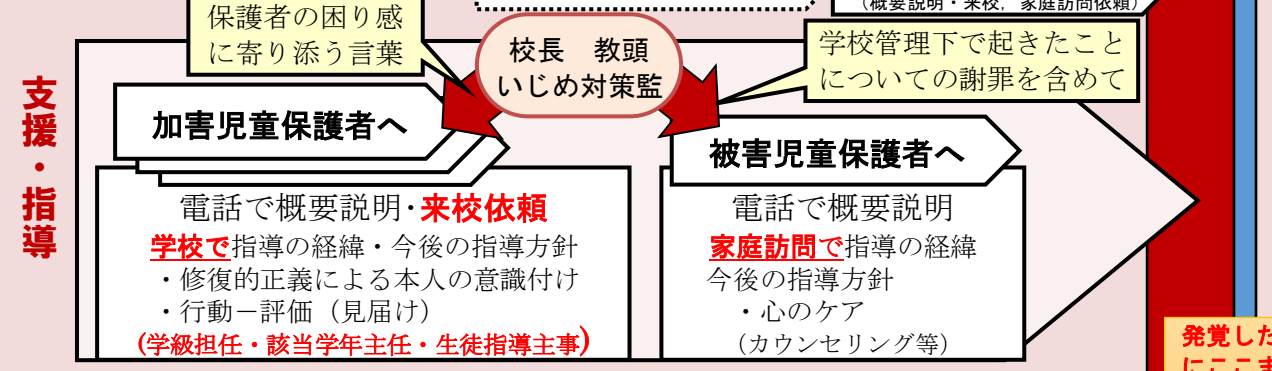 (概要説明・来校，家庭訪問依頼)
保護者の困り感
に寄り添う言葉
校長　教頭
いじめ対策監
学校管理下で起きたこと
についての謝罪を含めて
支援・指導
加害児童保護者へ
電話で概要説明・来校依頼
学校で指導の経緯・今後の指導方針
・修復的正義による本人の意識付け
・行動－評価（見届け）
(学級担任・該当学年主任・生徒指導主事)
被害児童保護者へ
電話で概要説明
家庭訪問で指導の経緯
今後の指導方針
・心のケア
（カウンセリング等）
発覚した
にここま